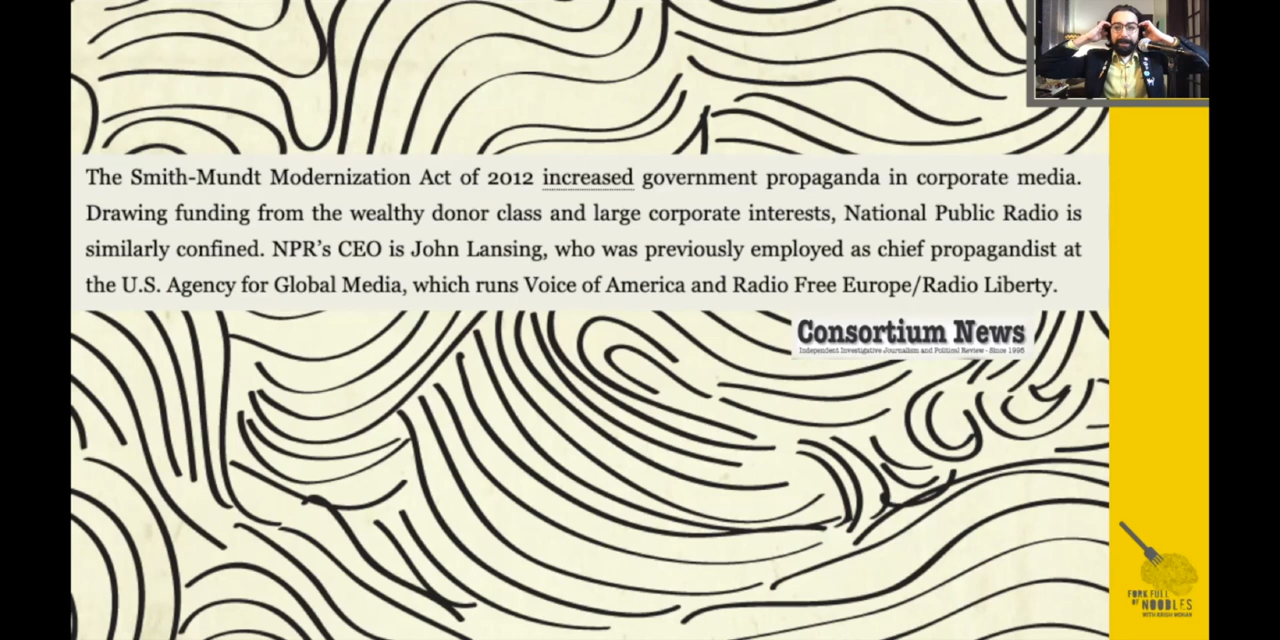 The Smith-Mundt Modernization Act of 2012 increased government propaganda in corporate media.
Drawing funding from the wealthy donor class and large corporate interests, National Public Radio is
similarly confined. NPR’s CEO is John Lansing, who was previously employed as chief propagandist at
the U.S. Agency for Global Media, which runs Voice of America and Radio Free Europe/Radio Liberty.
Consortium News
Independent Investigative Journalism and Political Review - Since 1995
FORK FULL
OF NOODLES
WITH KRISH MOHAN